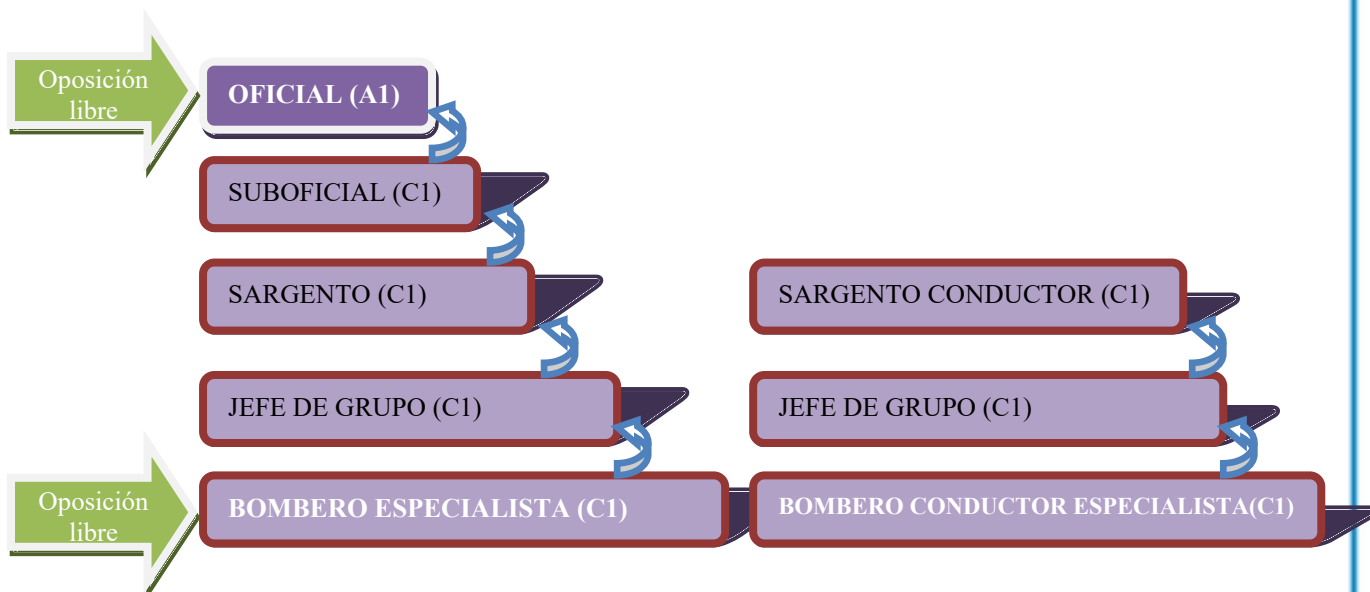 Oposición
libre
OFICIAL (A1)
SUBOFICIAL (C1)
SARGENTO (C1)
SARGENTO CONDUCTOR (C1)
JEFE DE GRUPO (C1)
JEFE DE GRUPO (C1)
Oposición
libre
BOMBERO ESPECIALISTA (C1)
BOMBERO CONDUCTOR ESPECIALISTA(C1)